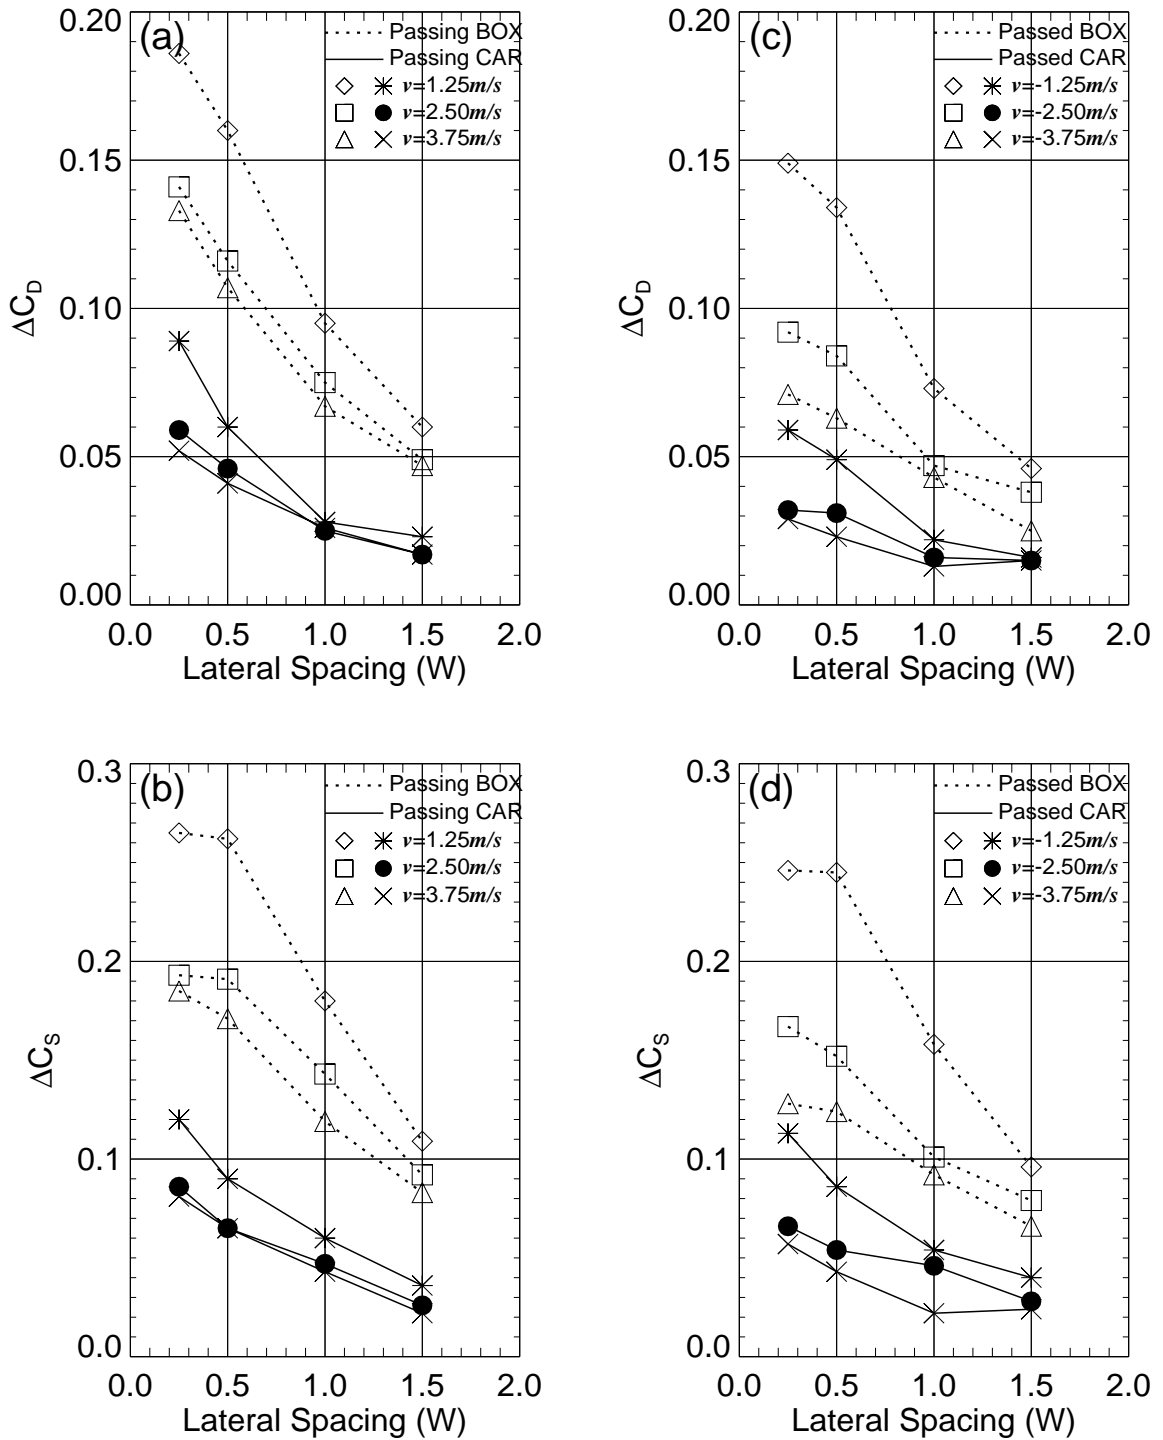 (a)
Passing BOX
Passing CAR
v=1.25m/s
v=2.50m/s
v=3.75m/s
0.20
0.15
0.10
0.05
0.00
ΔC_D
0.0 0.5 1.0 1.5 2.0
Lateral Spacing (W)
(c)
Passed BOX
Passed CAR
v=-1.25m/s
v=-2.50m/s
v=-3.75m/s
0.20
0.15
0.10
0.05
0.00
ΔC_D
0.0 0.5 1.0 1.5 2.0
Lateral Spacing (W)
(b)
Passing BOX
Passing CAR
v=1.25m/s
v=2.50m/s
v=3.75m/s
0.3
0.2
0.1
0.0
ΔC_S
0.0 0.5 1.0 1.5 2.0
Lateral Spacing (W)
(d)
Passed BOX
Passed CAR
v=-1.25m/s
v=-2.50m/s
v=-3.75m/s
0.3
0.2
0.1
0.0
ΔC_S
0.0 0.5 1.0 1.5 2.0
Lateral Spacing (W)